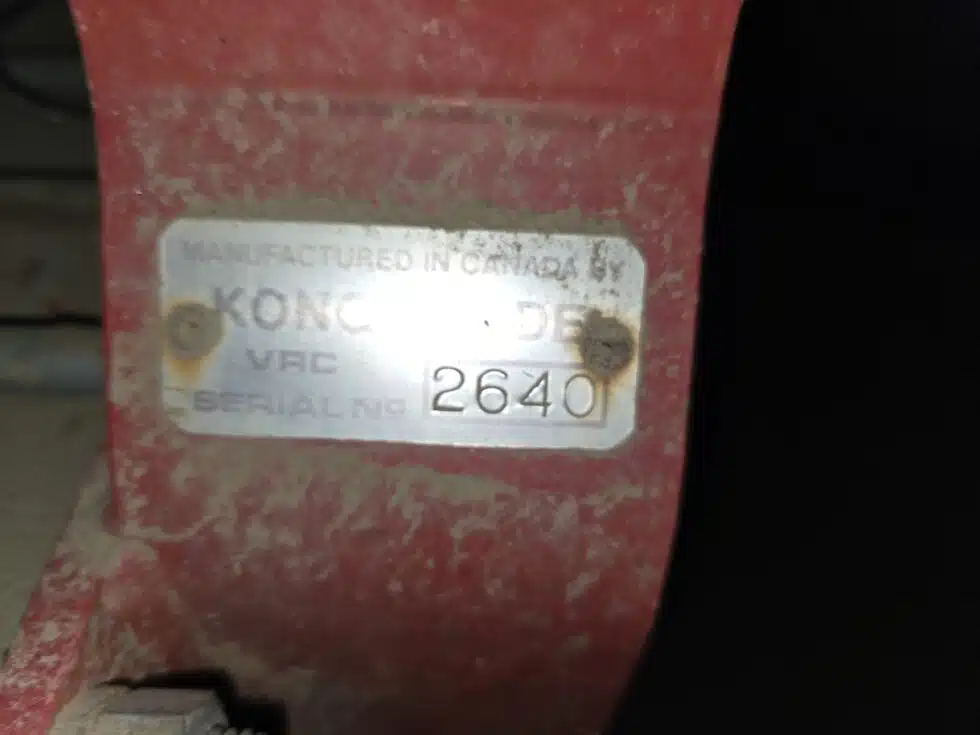 MANUFACTURED IN CANADA BY
VRC
SERIAL Nº 2640